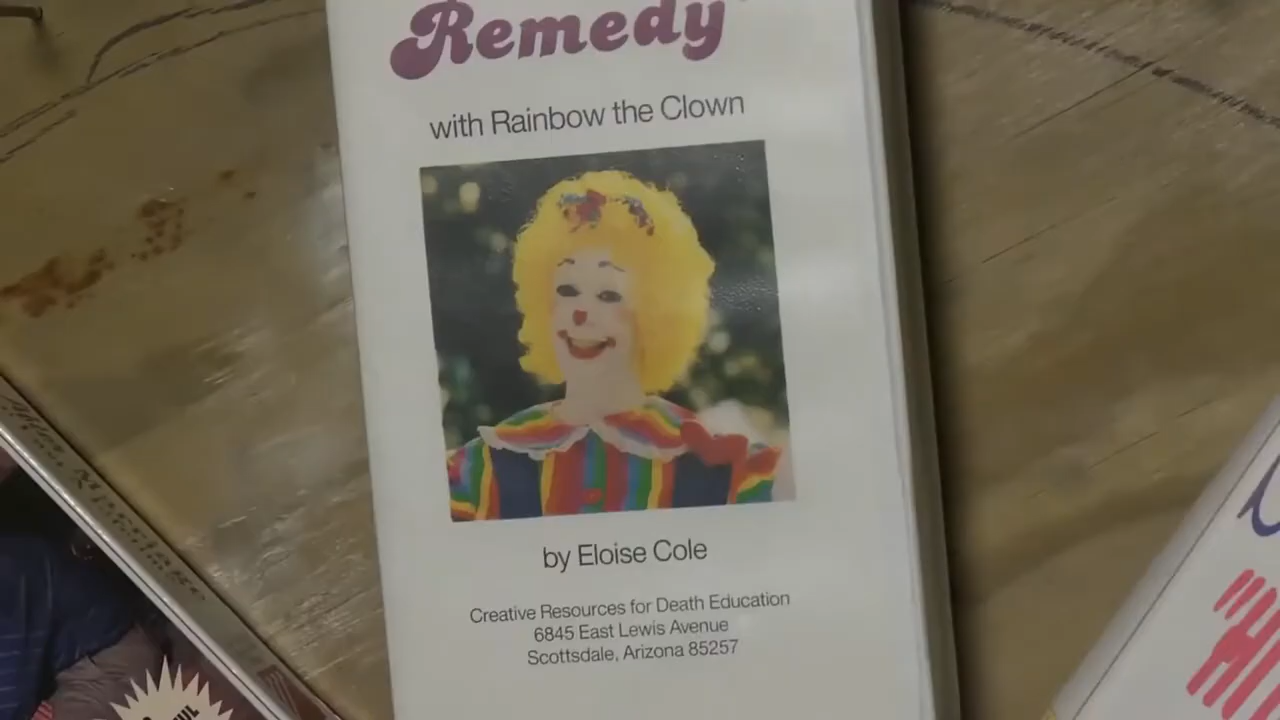 Remedy
with Rainbow the Clown
by Eloise Cole
Creative Resources for Death Education
6845 East Lewis Avenue
Scottsdale, Arizona 85257